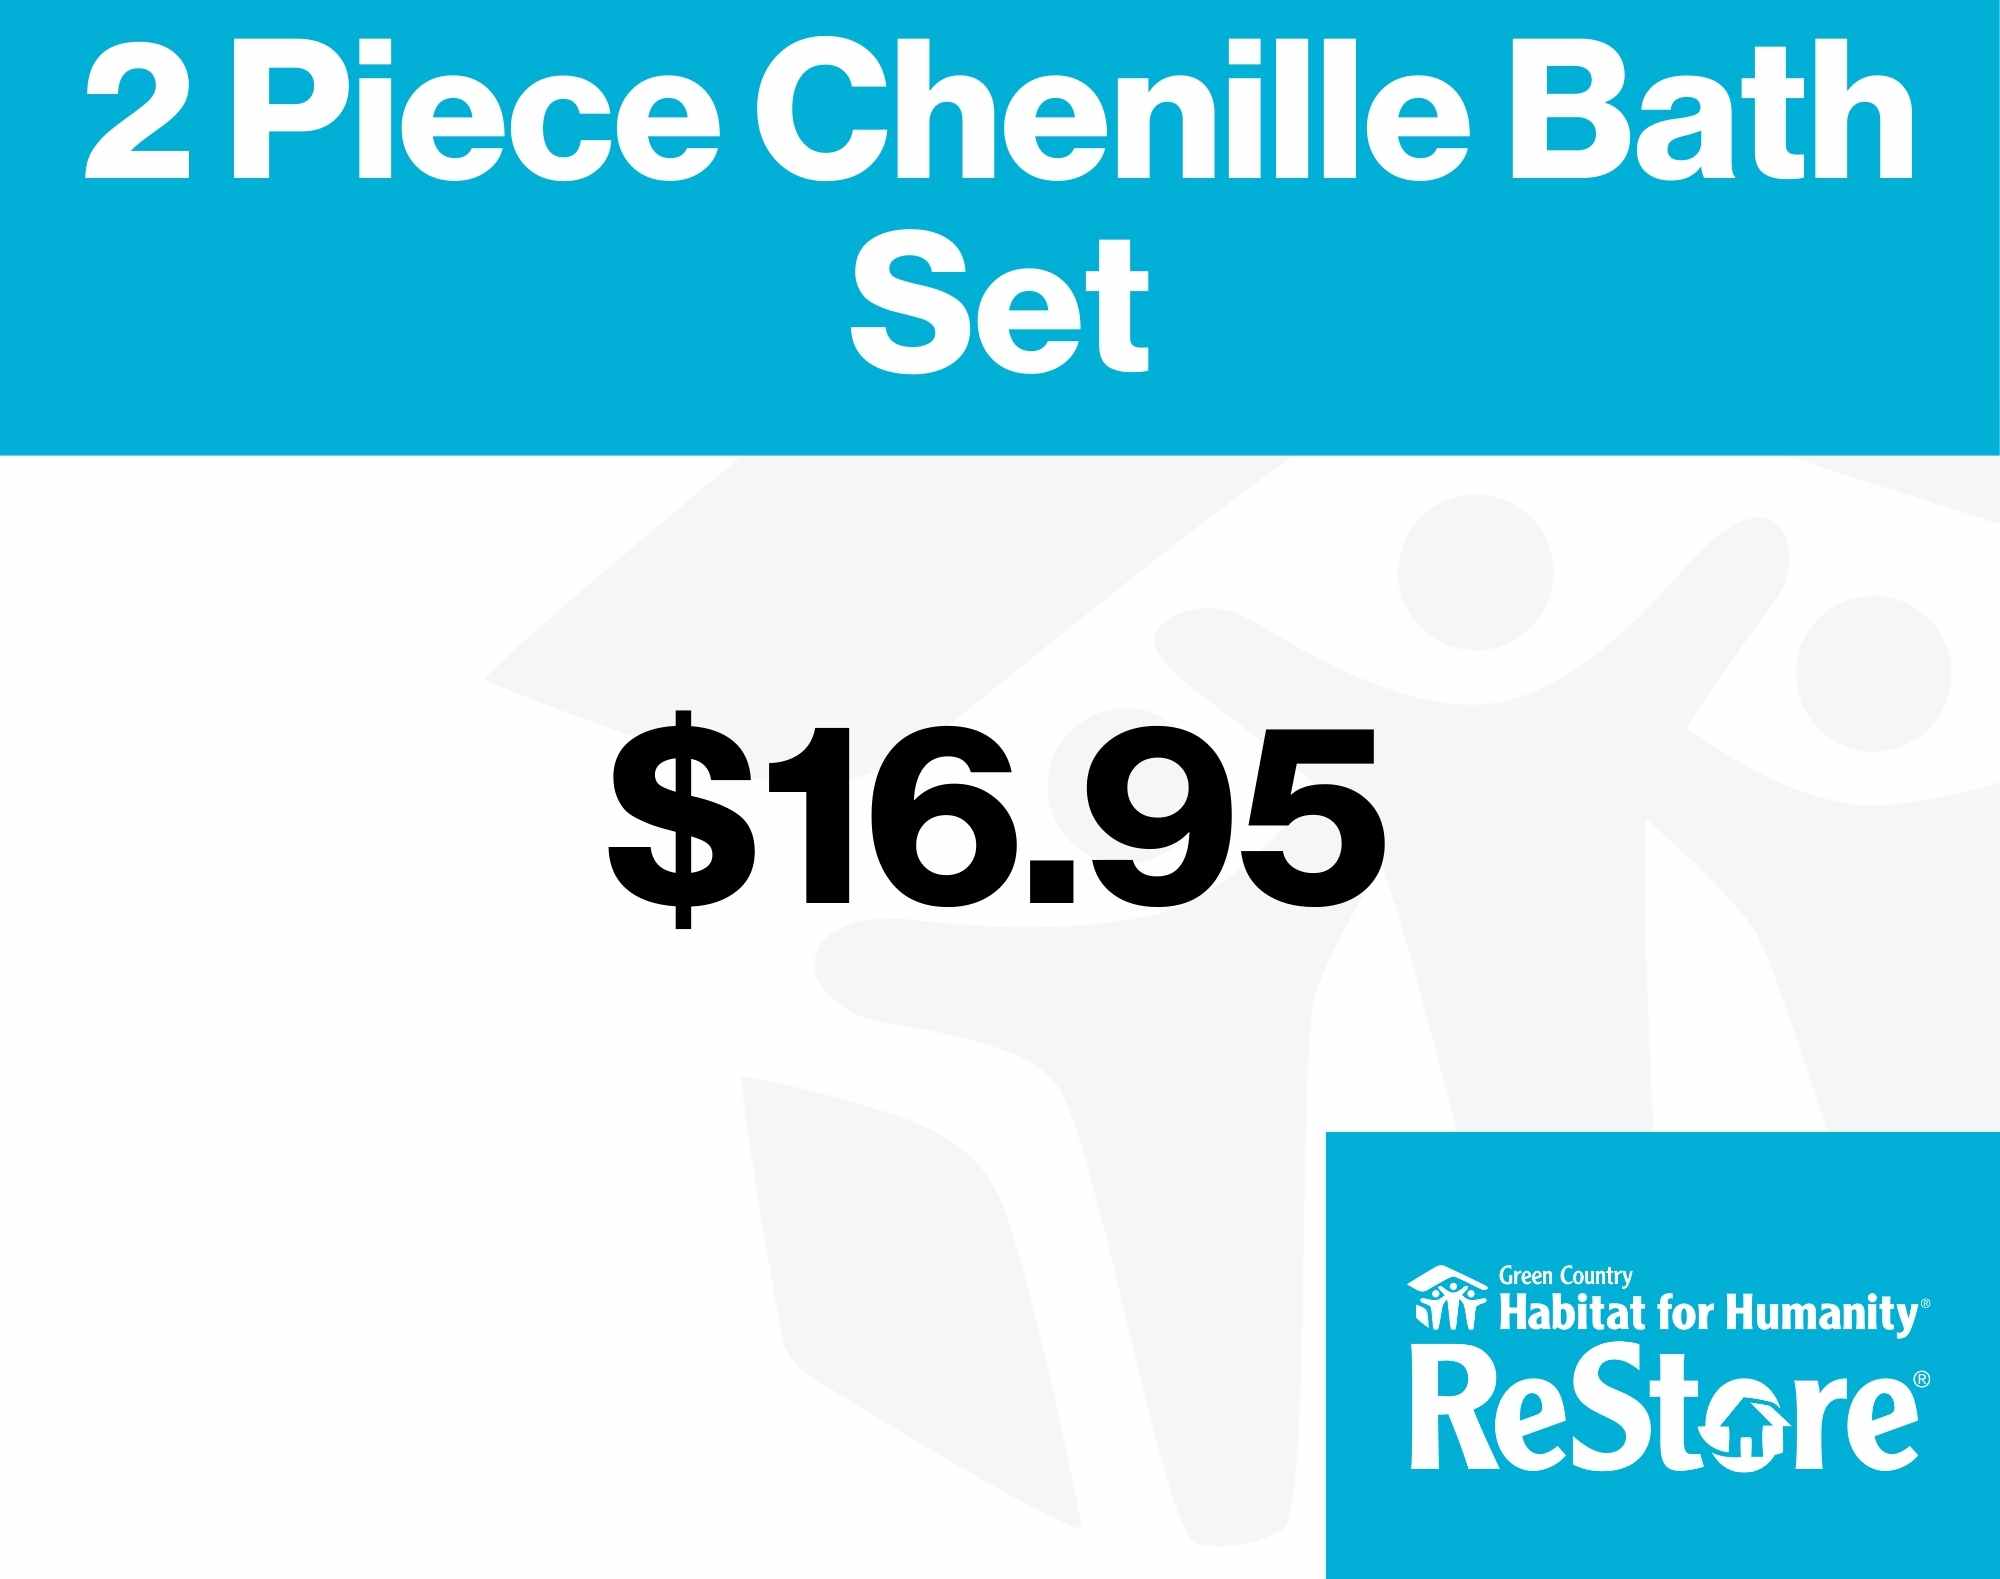 2 Piece Chenille Bath
Set
$16.95
Green Country
Habitat for Humanity®
ReStore®